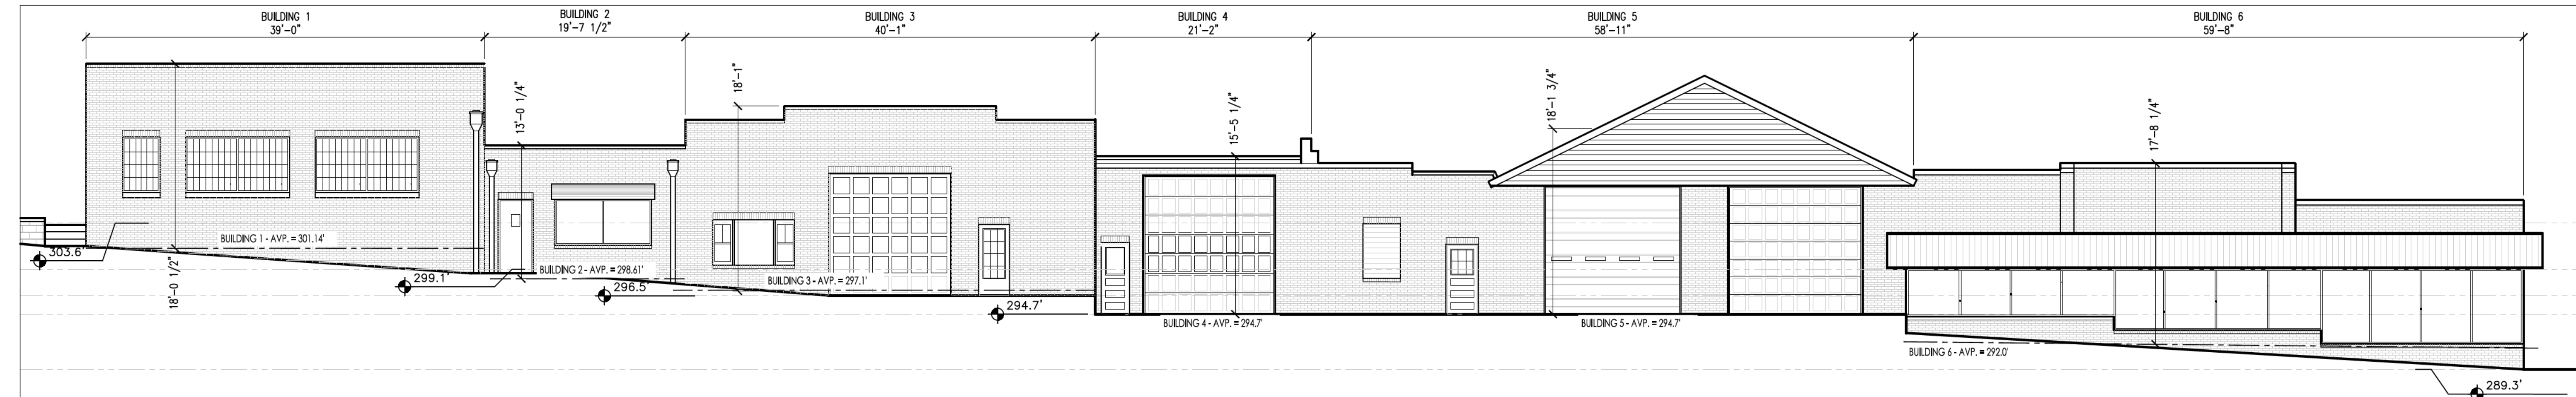 BUILDING 1
39'-0"
BUILDING 2
19'-7 1/2"
BUILDING 3
40'-1"
BUILDING 4
21'-2"
BUILDING 5
58'-11"
BUILDING 6
59'-8"
18'-0 1/2"
13'-0 1/4"
18'-1"
15'-5 1/4"
18'-1 3/4"
17'-8 1/4"
BUILDING 1 - AVP. = 301.14'
BUILDING 2 - AVP. = 298.61'
BUILDING 3 - AVP. = 297.1'
BUILDING 4 - AVP. = 294.7'
BUILDING 5 - AVP. = 294.7'
BUILDING 6 - AVP. = 292.0'
303.6'
299.1'
296.5'
294.7'
289.3'